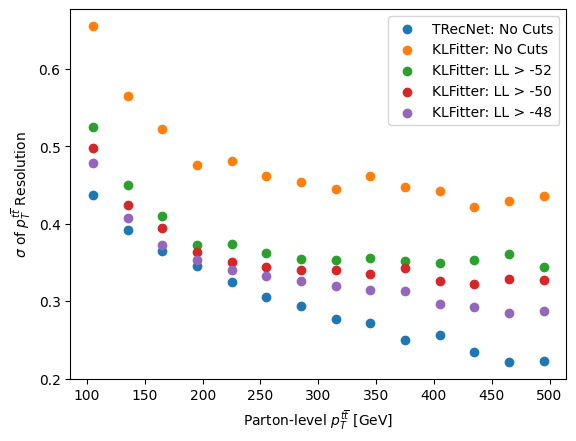 TRecNet: No Cuts
KLFitter: No Cuts
KLFitter: LL > -52
KLFitter: LL > -50
KLFitter: LL > -48
σ of p_T^{t\bar{t}} Resolution
0.6
0.5
0.4
0.3
0.2
100 150 200 250 300 350 400 450 500
Parton-level p_T^{t\bar{t}} [GeV]